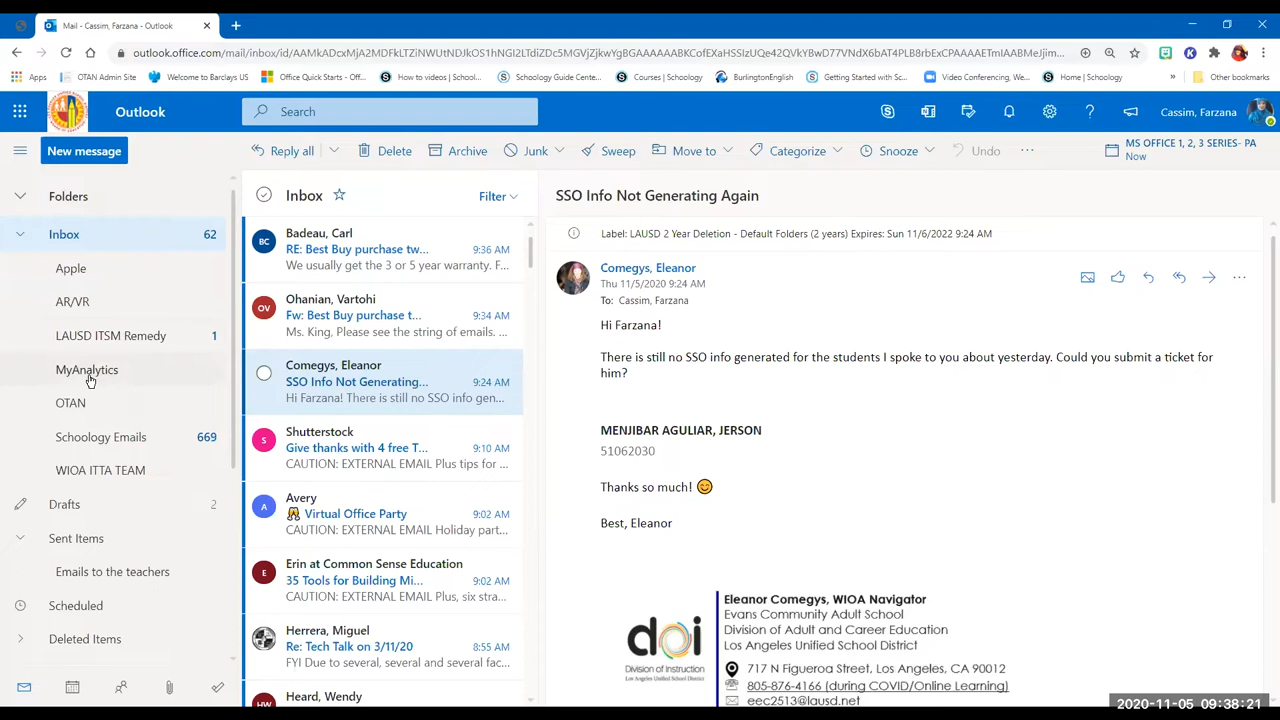 Mail - Cassim, Farzana - Outlook
outlook.office.com/mail/inbox/id/
Apps
OTAN Admin Site
Welcome to Barclays US
Office Quick Starts - Off...
How to videos | School...
Schoology Guide Cente...
Courses | Schoology
BurlingtonEnglish
Getting Started with Sc...
Video Conferencing, We...
Home | Schoology
»
Other bookmarks
Outlook
Search
Cassim, Farzana
New message
Reply all
Delete
Archive
Junk
Sweep
Move to
Categorize
Snooze
Undo
MS OFFICE 1, 2, 3 SERIES- PA
Now
Folders
Inbox 62
Apple
AR/VR
LAUSD ITSM Remedy 1
MyAnalytics
OTAN
Schoology Emails 669
WIOA ITTA TEAM
Drafts 2
Sent Items
Emails to the teachers
Scheduled
Deleted Items
Inbox
Filter
BC
Badeau, Carl
RE: Best Buy purchase tw... 9:36 AM
We usually get the 3 or 5 year warranty. F...
OV
Ohanian, Vartohi
Fw: Best Buy purchase t... 9:34 AM
Ms. King, Please see the string of emails. ...
Comegys, Eleanor
SSO Info Not Generating... 9:24 AM
Hi Farzana! There is still no SSO info gen...
S
Shutterstock
Give thanks with 4 free T... 9:10 AM
CAUTION: EXTERNAL EMAIL Plus tips for ...
A
Avery
Virtual Office Party 9:02 AM
CAUTION: EXTERNAL EMAIL Holiday part...
E
Erin at Common Sense Education
35 Tools for Building Mi... 9:02 AM
CAUTION: EXTERNAL EMAIL Plus, six stra...
Herrera, Miguel
Re: Tech Talk on 3/11/20 8:55 AM
FYI Due to several, several and several fac...
HW
Heard, Wendy
SSO Info Not Generating Again
Label: LAUSD 2 Year Deletion - Default Folders (2 years) Expires: Sun 11/6/2022 9:24 AM
Comegys, Eleanor
Thu 11/5/2020 9:24 AM
To: Cassim, Farzana
Hi Farzana!
There is still no SSO info generated for the students I spoke to you about yesterday. Could you submit a ticket for
him?
MENJIBAR AGULIAR, JERSON
51062030
Thanks so much! 😊
Best, Eleanor
doi
Division of Instruction
Los Angeles Unified School District
Eleanor Comegys, WIOA Navigator
Evans Community Adult School
Division of Adult and Career Education
Los Angeles Unified School District
717 N Figueroa Street, Los Angeles, CA 90012
805-876-4166 (during COVID/Online Learning)
eec2513@lausd.net
2020-11-05 09:38:21